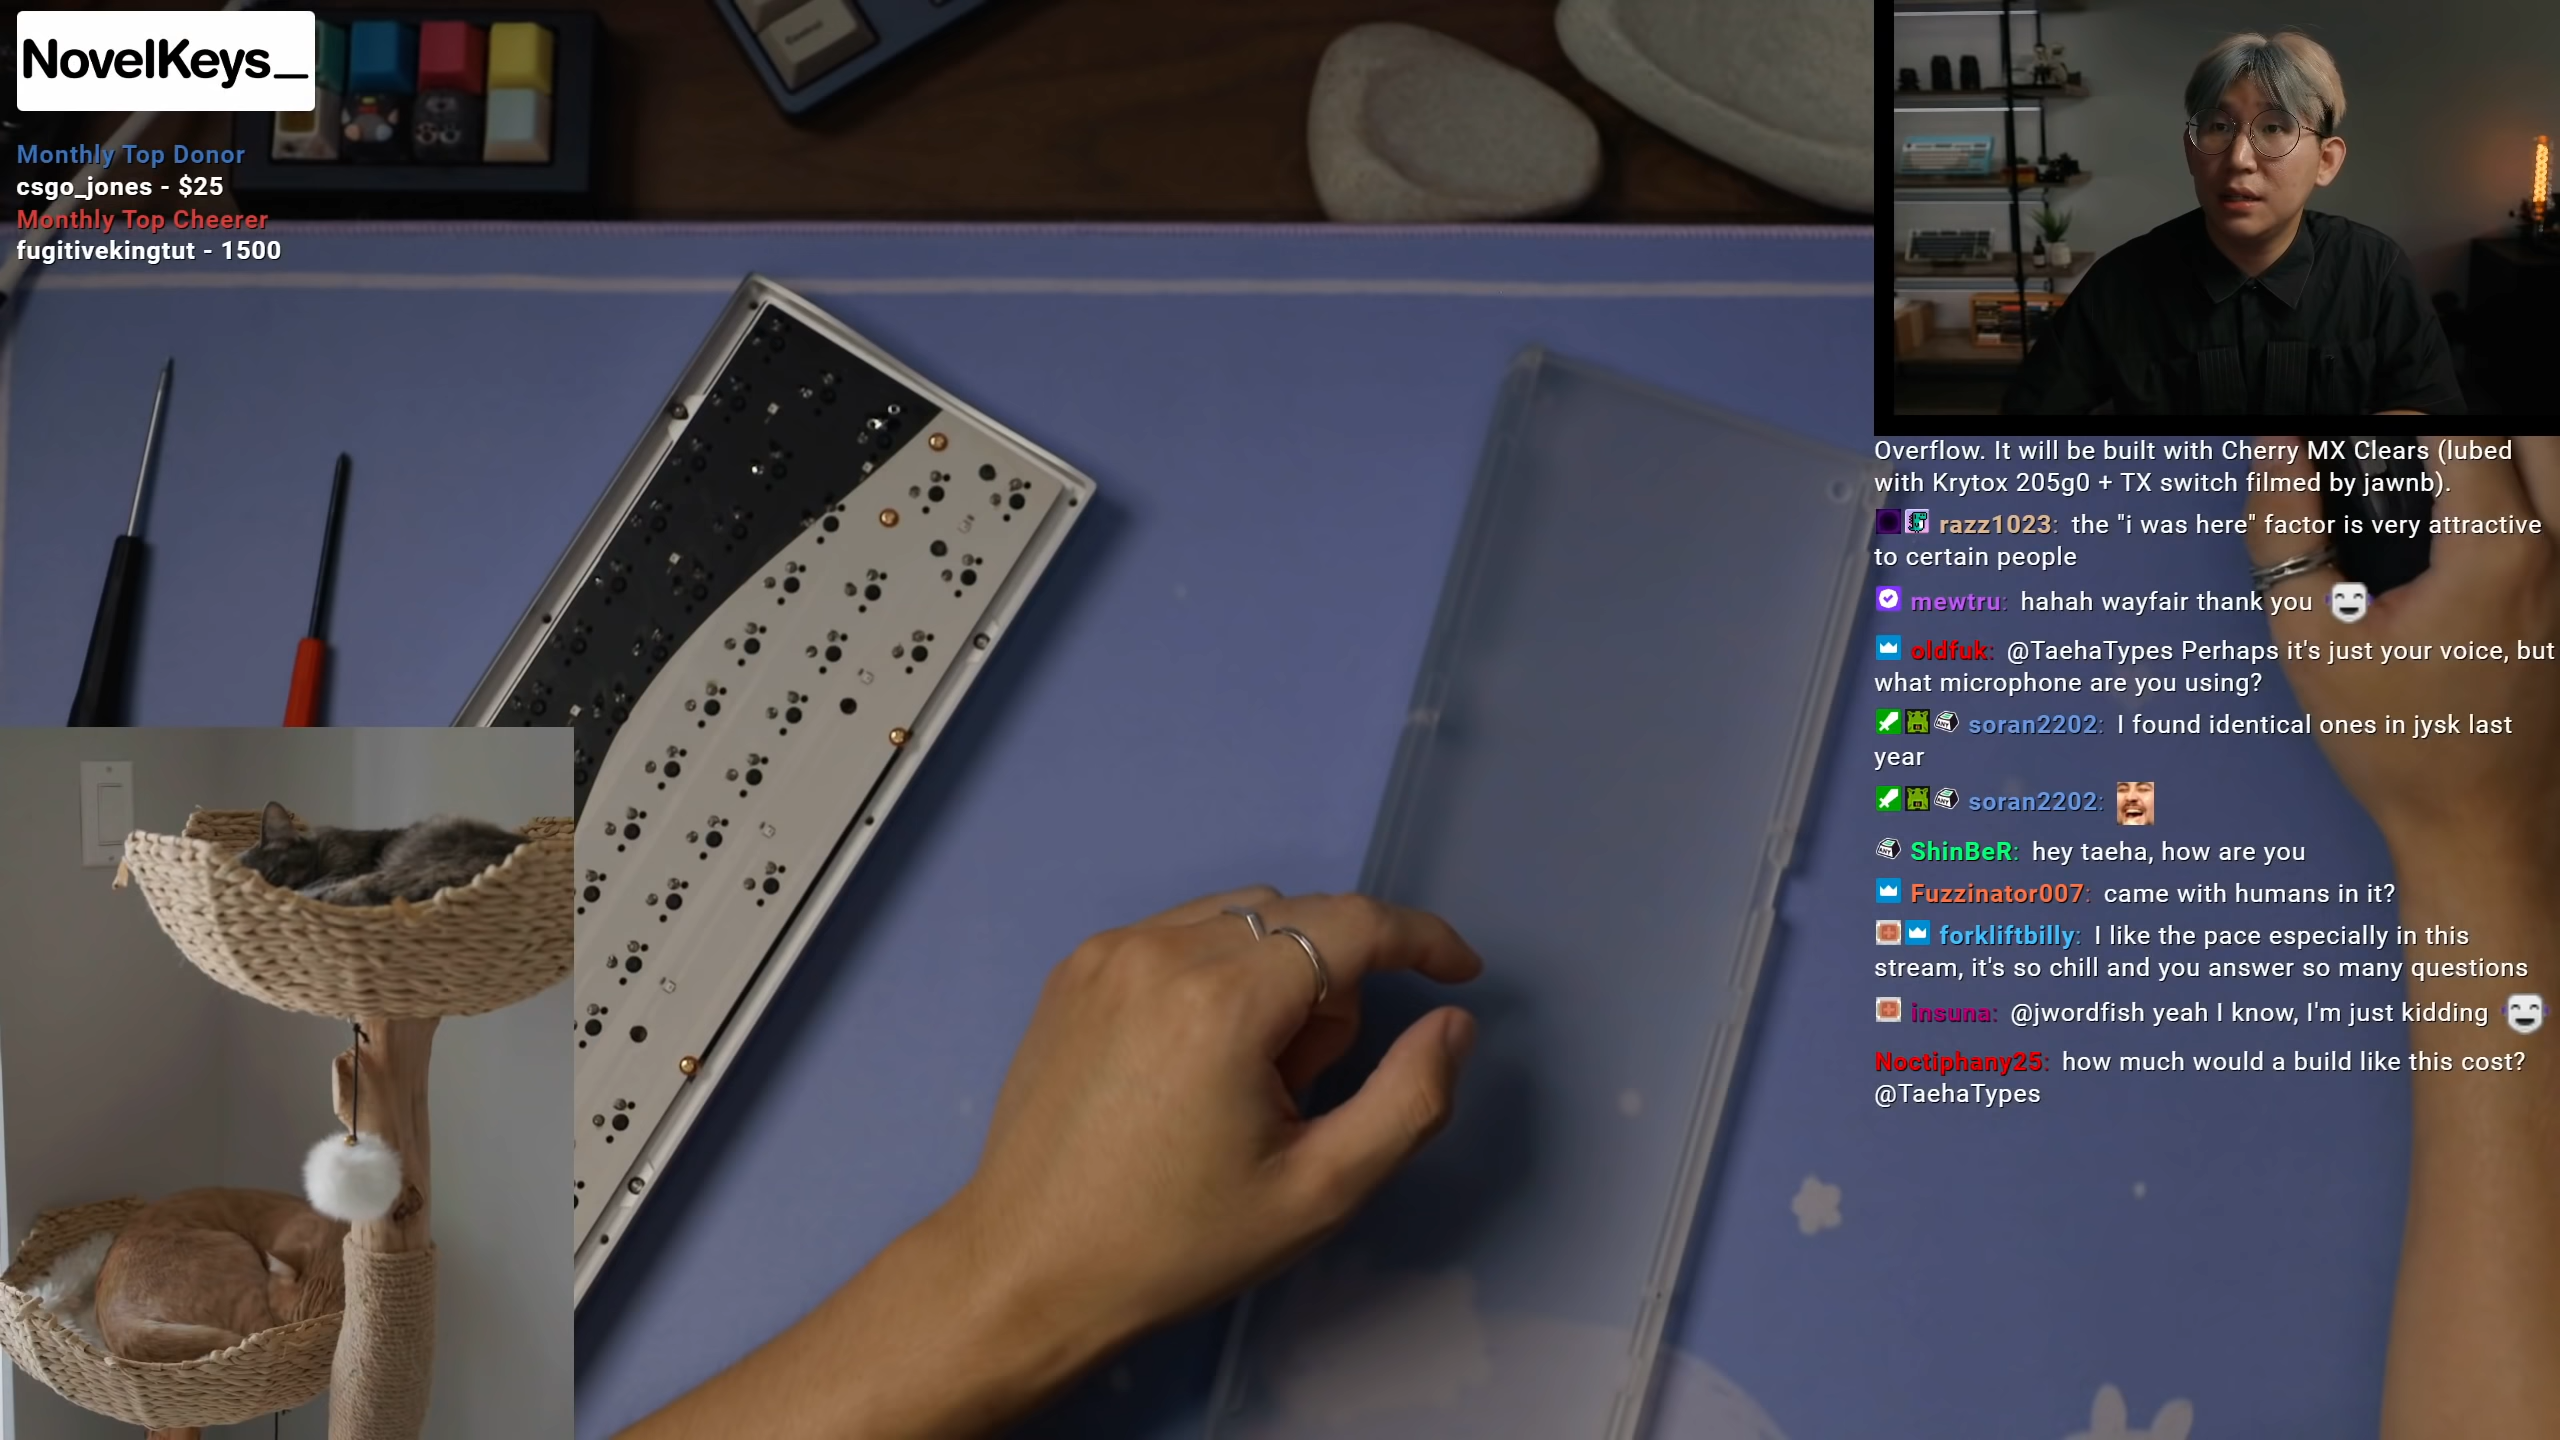 NovelKeys_
Monthly Top Donor
csgo_jones - $25
Monthly Top Cheerer
fugitivekingtut - 1500
Overflow. It will be built with Cherry MX Clears (lubed
with Krytox 205g0 + TX switch filmed by jawnb).
razz1023: the "i was here" factor is very attractive
to certain people
mewtru: hahah wayfair thank you
oldfuk: @TaehaTypes Perhaps it's just your voice, but
what microphone are you using?
soran2202: I found identical ones in jysk last
year
soran2202:
ShinBeR: hey taeha, how are you
Fuzzinator007: came with humans in it?
forkliftbilly: I like the pace especially in this
stream, it's so chill and you answer so many questions
insuna: @jwordfish yeah I know, I'm just kidding
Noctiphany25: how much would a build like this cost?
@TaehaTypes